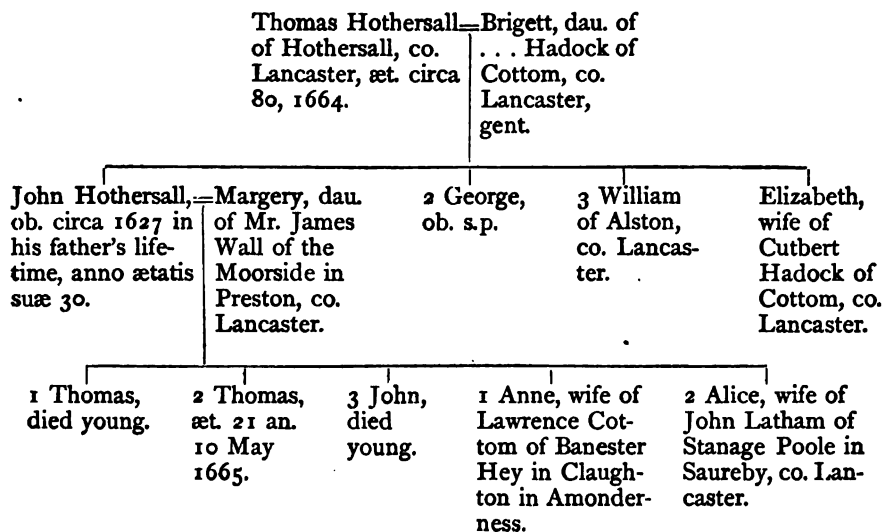 Thomas Hothersall=Brigett, dau. of
of Hothersall, co.
Lancaster, æt. circa
80, 1664.
. . . Hadock of
Cottom, co.
Lancaster,
gent.
John Hothersall,=
ob. circa 1627 in
his father's life-
time, anno ætatis
suæ 30.
Margery, dau.
of Mr. James
Wall of the
Moorside in
Preston, co.
Lancaster.
2 George,
ob. s.p.
3 William
of Alston,
co. Lancas-
ter.
Elizabeth,
wife of
Cutbert
Hadock of
Cottom, co.
Lancaster.
1 Thomas,
died young.
2 Thomas,
æt. 21 an.
10 May
1665.
3 John,
died
young.
1 Anne, wife of
Lawrence Cot-
tom of Banester
Hey in Claugh-
ton in Amonder-
ness.
2 Alice, wife of
John Latham of
Stanage Poole in
Saureby, co. Lan-
caster.